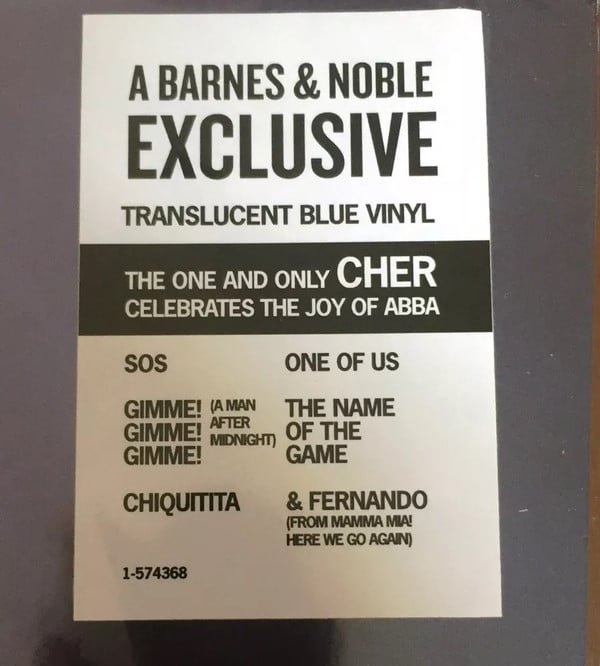 A BARNES & NOBLE
EXCLUSIVE
TRANSLUCENT BLUE VINYL
THE ONE AND ONLY CHER
CELEBRATES THE JOY OF ABBA
SOS
GIMME! (A MAN
GIMME! AFTER
GIMME! MIDNIGHT)
CHIQUITITA
ONE OF US
THE NAME
OF THE
GAME
& FERNANDO
(FROM MAMMA MIA!
HERE WE GO AGAIN)
1-574368